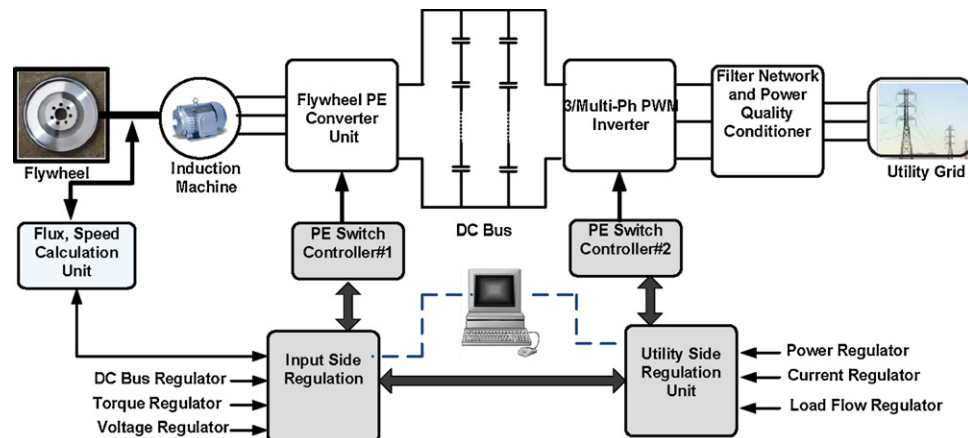 Flywheel
Induction
Machine
Flywheel PE
Converter
Unit
DC Bus
3/Multi-Ph PWM
Inverter
Filter Network
and Power
Quality
Conditioner
Utility Grid
Flux, Speed
Calculation
Unit
PE Switch
Controller#1
PE Switch
Controller#2
Input Side
Regulation
Utility Side
Regulation
Unit
DC Bus Regulator
Torque Regulator
Voltage Regulator
Power Regulator
Current Regulator
Load Flow Regulator